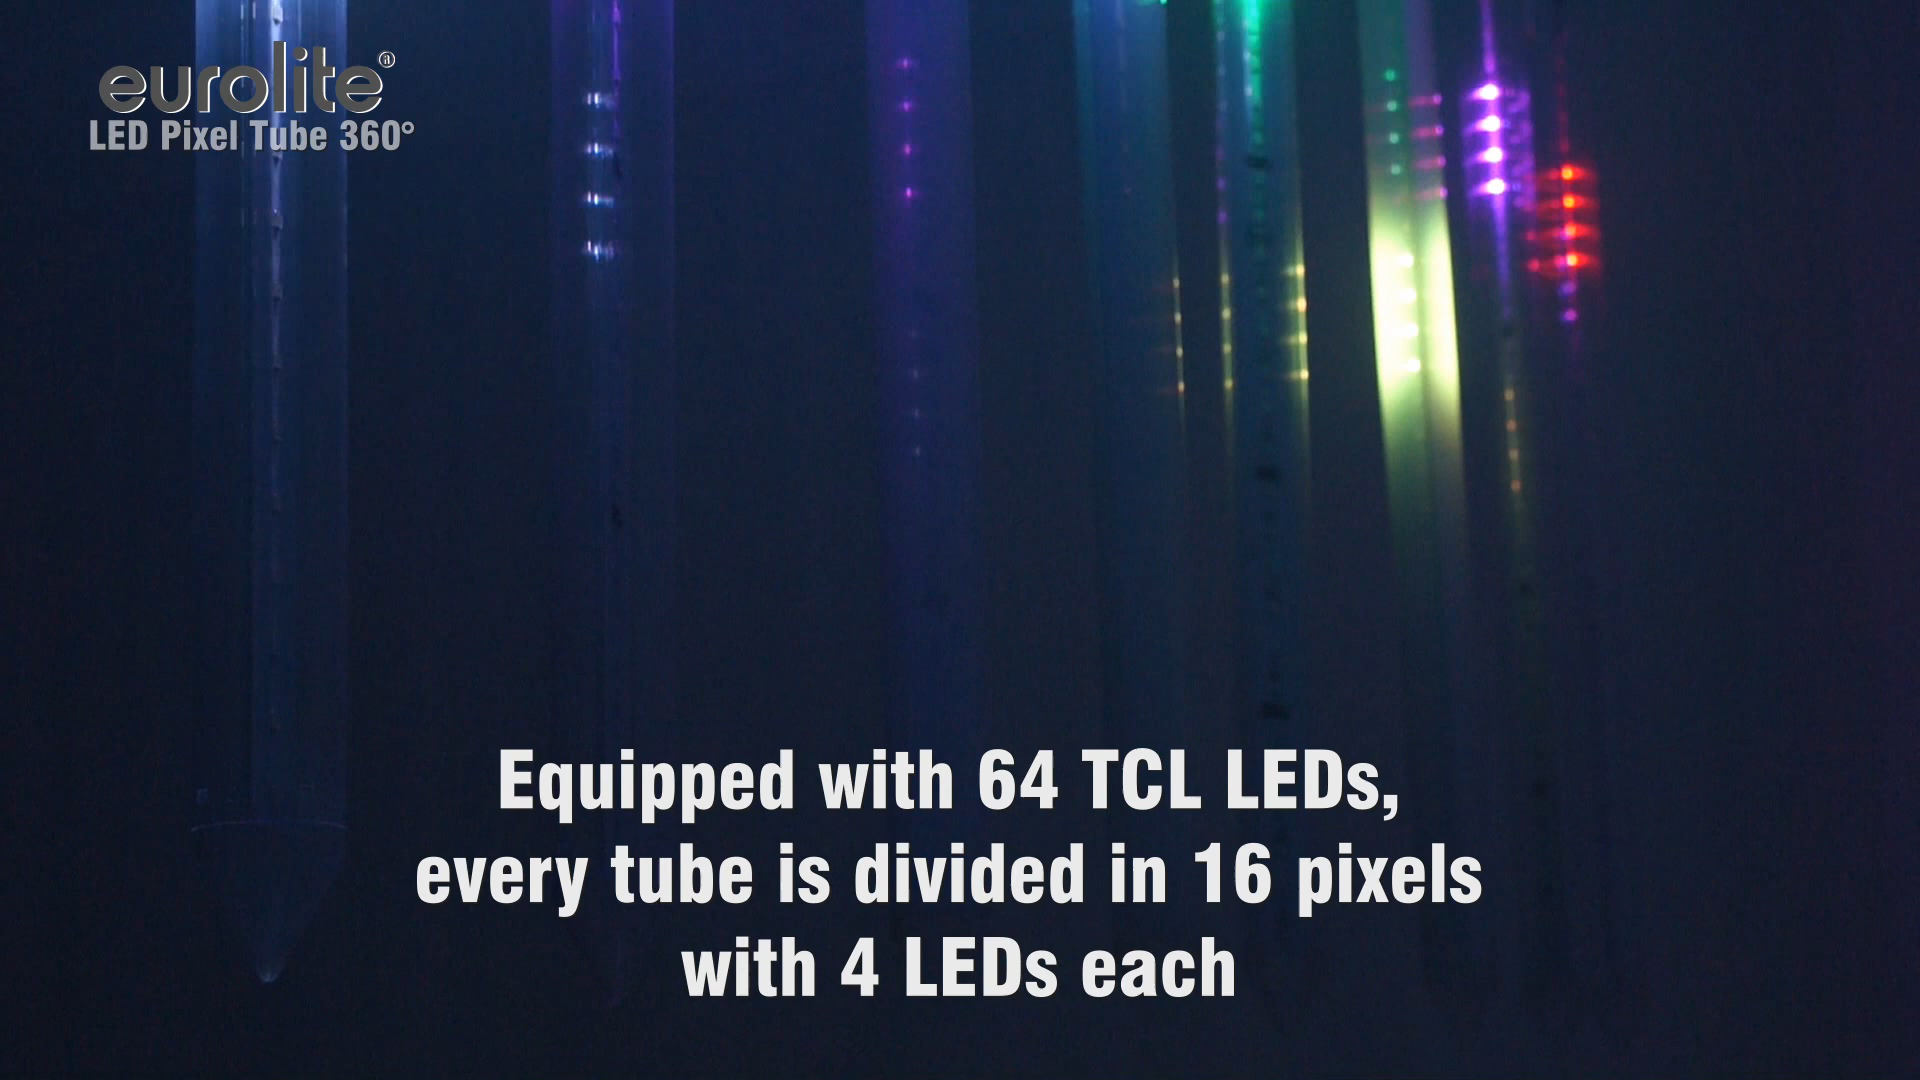 eurolite®
LED Pixel Tube 360°
Equipped with 64 TCL LEDs,
every tube is divided in 16 pixels
with 4 LEDs each